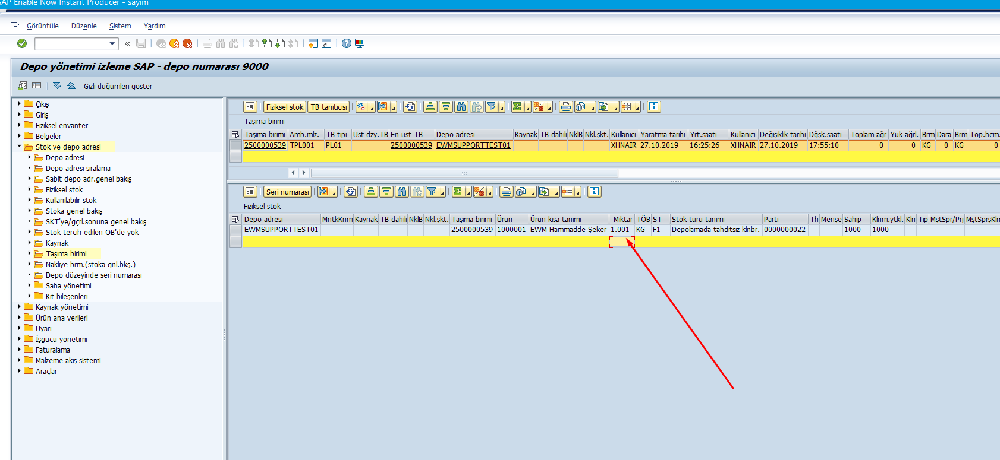 SAP Enable Now Instant Producer - sayım
Görüntüle Düzenle Sistem Yardım
Depo yönetimi izleme SAP - depo numarası 9000
Gizli düğümleri göster
Çıkış
Giriş
Fiziksel envanter
Belgeler
Stok ve depo adresi
Depo adresi
Depo adresi sıralama
Sabit depo adr.genel bakış
Fiziksel stok
Kullanılabilir stok
Stoka genel bakış
SKT'ye/gçrl.sonuna genel bakış
Stok tercih edilen ÖB'de yok
Kaynak
Taşıma birimi
Nakliye brm.(stoka gnl.bkş.)
Depo düzeyinde seri numarası
Saha yönetimi
Kit bileşenleri
Kaynak yönetimi
Ürün ana verileri
Uyarı
İşgücü yönetimi
Faturalama
Malzeme akış sistemi
Araçlar
Fiziksel stok TB tanıtıcısı
Taşıma birimi
Taşıma birimi Amb.mlz. TB tipi Üst dzy.TB En üst TB Depo adresi Kaynak TB dahili NklB Nkl.şkt. Kullanıcı Yaratma tarihi Yrt.saati Kullanıcı Değişiklik tarihi Dğşk.saati Toplam ağr Yük ağrl. Brm Dara Brm Top.hcm.
2500000539 TPL001 PL01 2500000539 EWMSUPPORTTEST01 XHNAIR 27.10.2019 16:25:26 XHNAIR 27.10.2019 17:55:10 0 0 KG 0 KG 0
Seri numarası
Fiziksel stok
Depo adresi MntkKnm Kaynak TB dahili NklB Nkl.şkt. Taşıma birimi Ürün Ürün kısa tanımı Miktar TÖB ST Stok türü tanımı Parti Th Menşe Sahip Klnm.ytkl. Kln Tip MştSpr/Prj MştSprşKlm
EWMSUPPORTTEST01 2500000539 1000001 EWM-Hammadde Şeker 1.001 KG F1 Depolamada tahditsiz klnbr. 0000000022 1000 1000